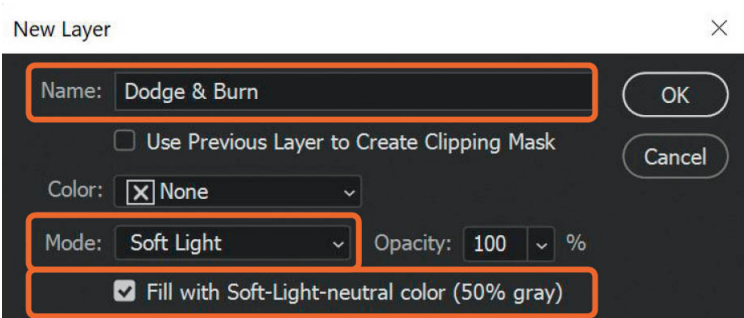 New Layer
Name: Dodge & Burn
OK
Use Previous Layer to Create Clipping Mask
Cancel
Color: None
Mode: Soft Light Opacity: 100 %
Fill with Soft-Light-neutral color (50% gray)